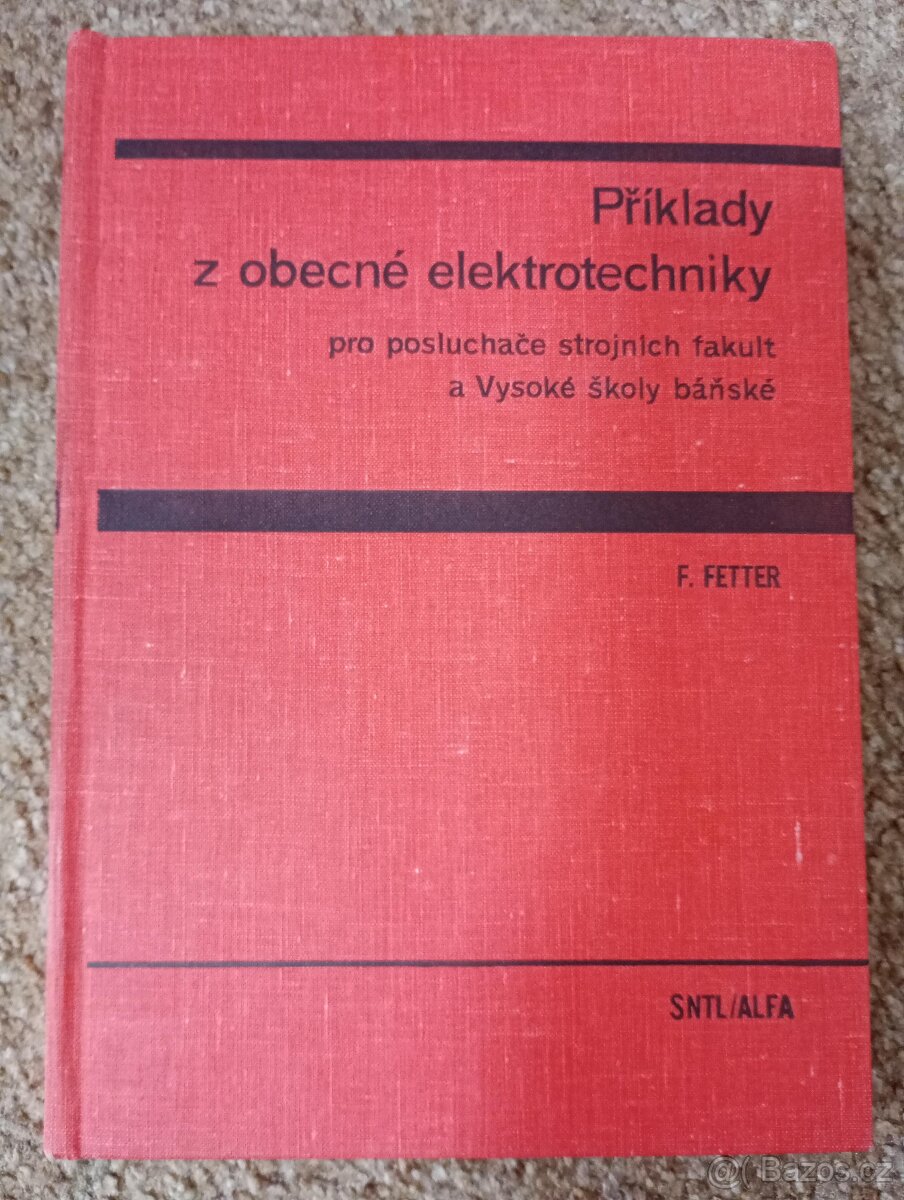 Příklady
z obecné elektrotechniky
pro posluchače strojních fakult
a Vysoké školy báňské
F. FETTER
SNTL/ALFA
@ Bazos.cz